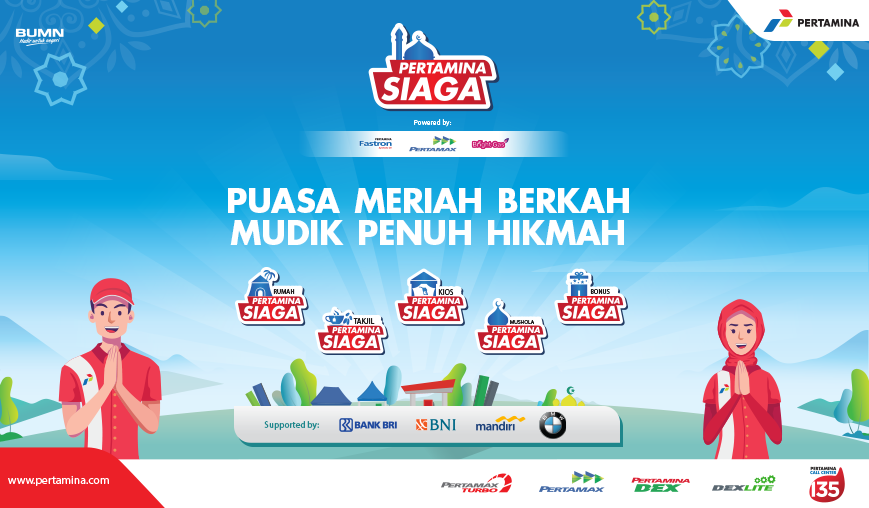 BUMN
Hadir untuk negeri
PERTAMINA
PERTAMINA
SIAGA
Powered by:
PERTAMINA
Fastron
PERTAMAX
Bright Gas
PUASA MERIAH BERKAH
MUDIK PENUH HIKMAH
RUMAH
PERTAMINA
SIAGA
TAKJIL
PERTAMINA
SIAGA
KIOS
PERTAMINA
SIAGA
MUSHOLA
PERTAMINA
SIAGA
BONUS
PERTAMINA
SIAGA
Supported by:
BANK BRI
BNI
mandiri
BMW
www.pertamina.com
PERTAMAX
TURBO
PERTAMAX
PERTAMINA
DEX
DEXLITE
PERTAMINA
CALL CENTER
135